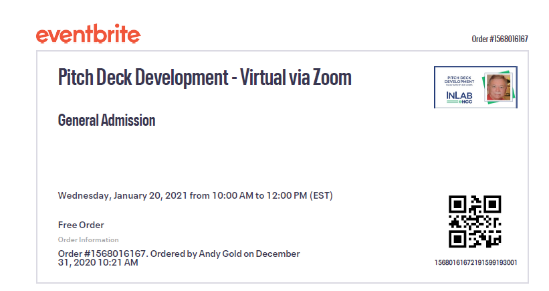 eventbrite
Order #1568016167
Pitch Deck Development - Virtual via Zoom
PITCH DECK
DEVELOPMENT
INLAB
HCC
General Admission
Wednesday, January 20, 2021 from 10:00 AM to 12:00 PM (EST)
Free Order
Order Information
Order #1568016167. Ordered by Andy Gold on December
31, 2020 10:21 AM
15680161672191599193001